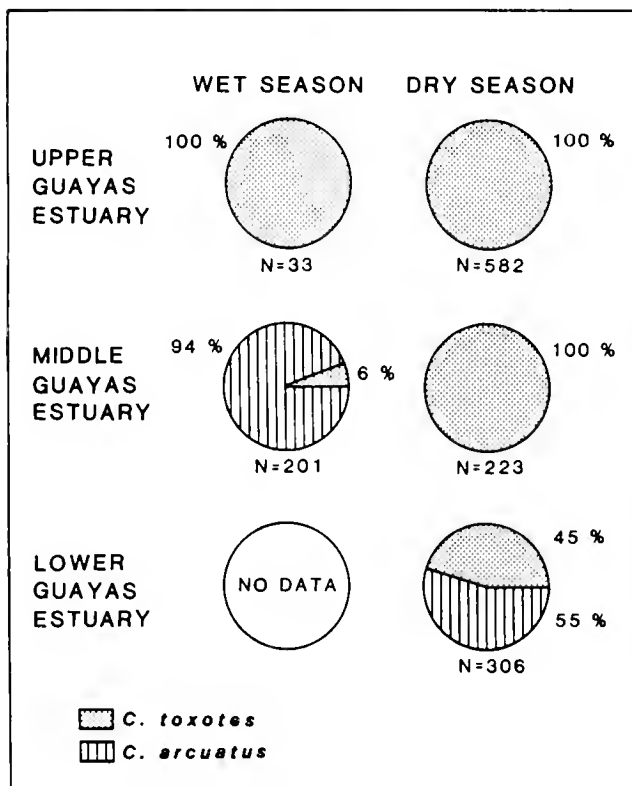 WET SEASON DRY SEASON
UPPER
GUAYAS
ESTUARY
100 %
N=33
100 %
N=582
MIDDLE
GUAYAS
ESTUARY
94 %
6 %
N=201
100 %
N=223
LOWER
GUAYAS
ESTUARY
NO DATA
45 %
55 %
N=306
C. toxotes
C. arcuatus